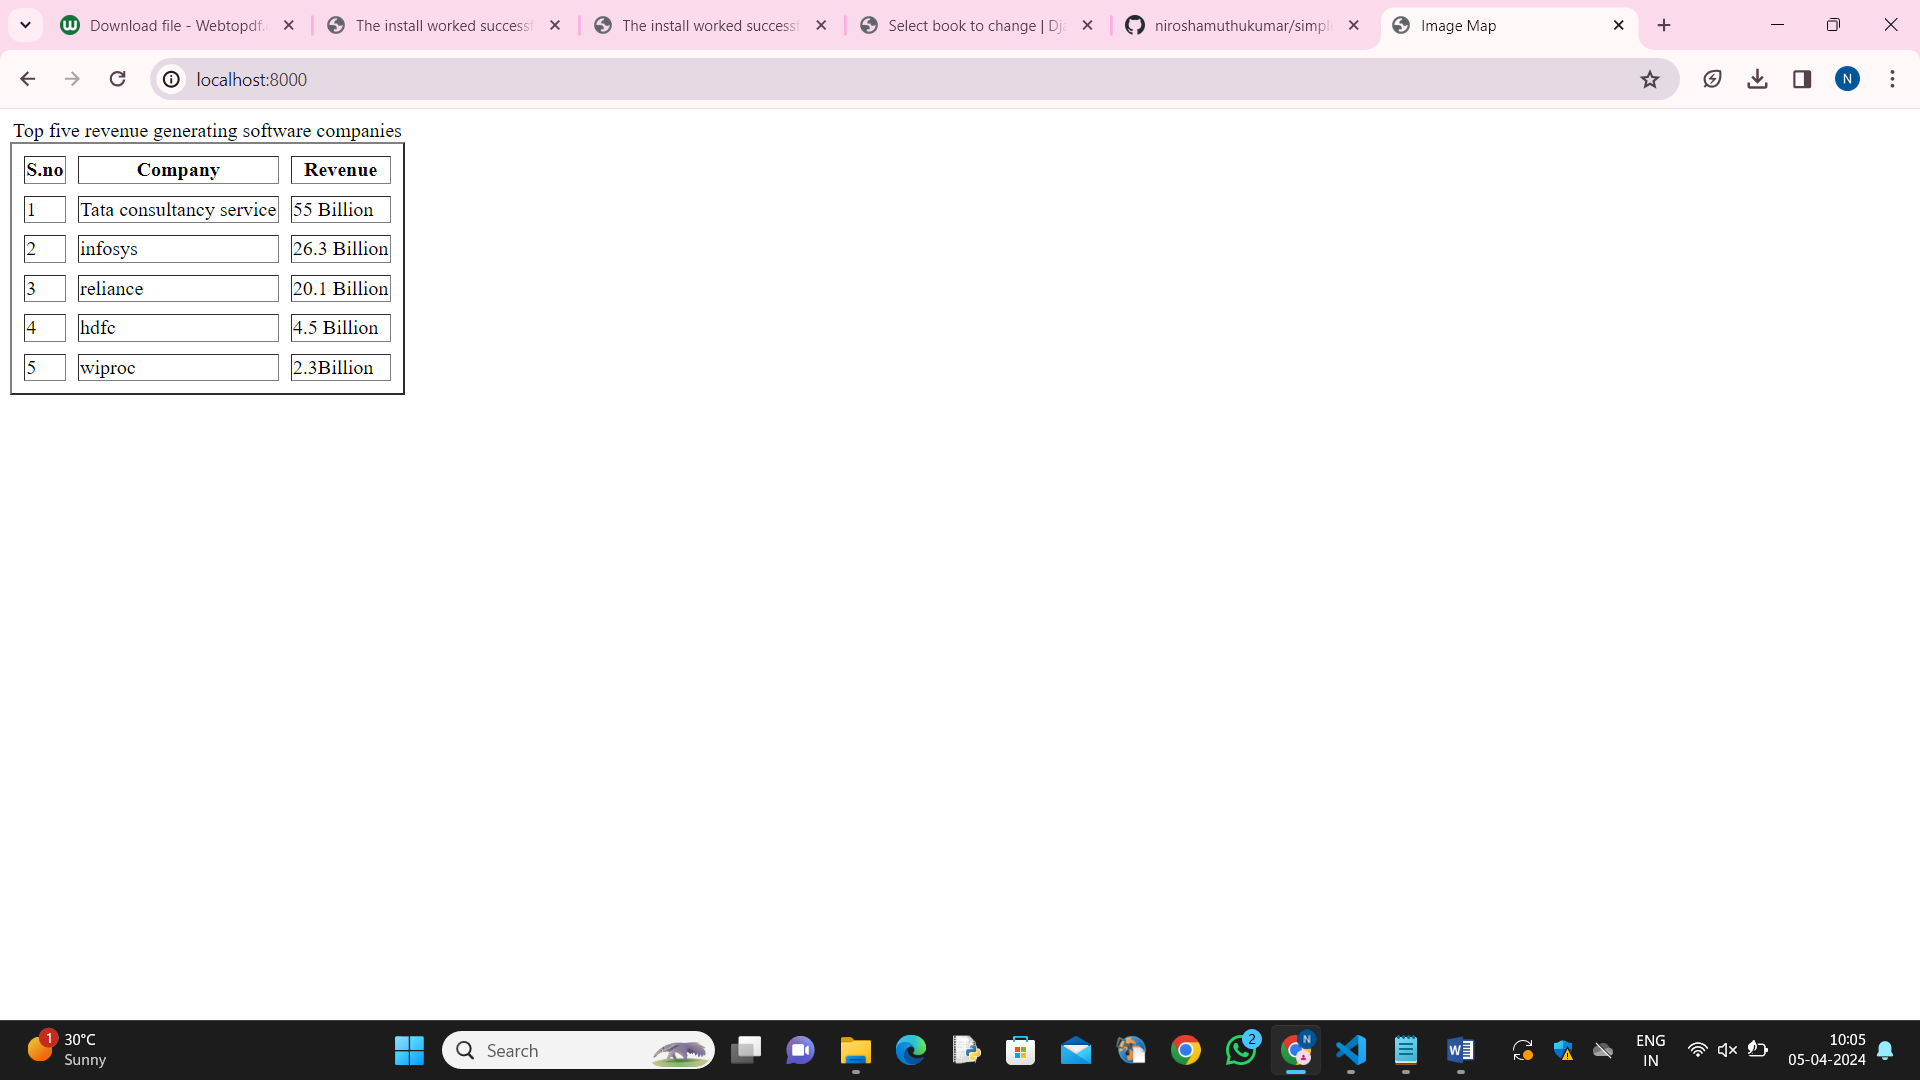 Download file - Webtopdf.
The install worked success
The install worked success
Select book to change | Dja
niroshamuthukumar/simpl
Image Map
localhost:8000
N
Top five revenue generating software companies
S.no Company Revenue
1 Tata consultancy service 55 Billion
2 infosys 26.3 Billion
3 reliance 20.1 Billion
4 hdfc 4.5 Billion
5 wiproc 2.3Billion
1
30°C
Sunny
Search
2
N
W
ENG
IN
10:05
05-04-2024